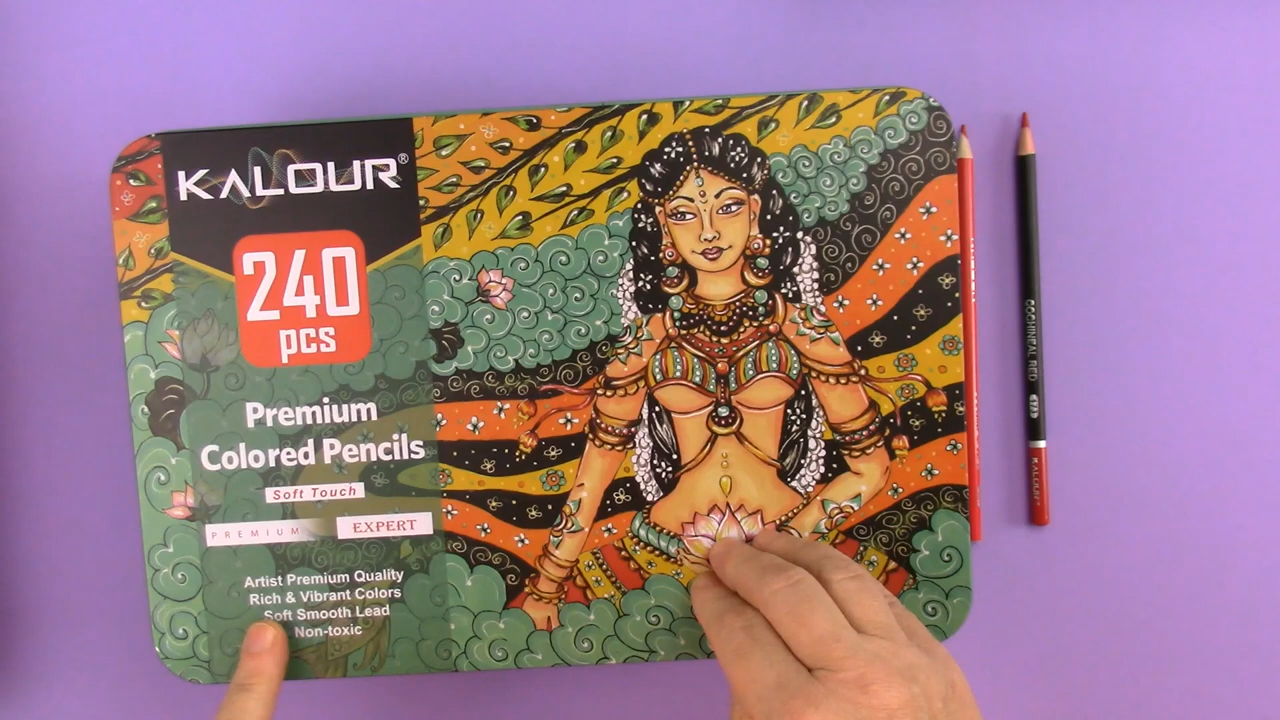 KALOUR®
240
pcs
Premium
Colored Pencils
Soft Touch
PREMIUM
EXPERT
Artist Premium Quality
Rich & Vibrant Colors
Soft Smooth Lead
Non-toxic
COCHINEAL RED
KALOUR